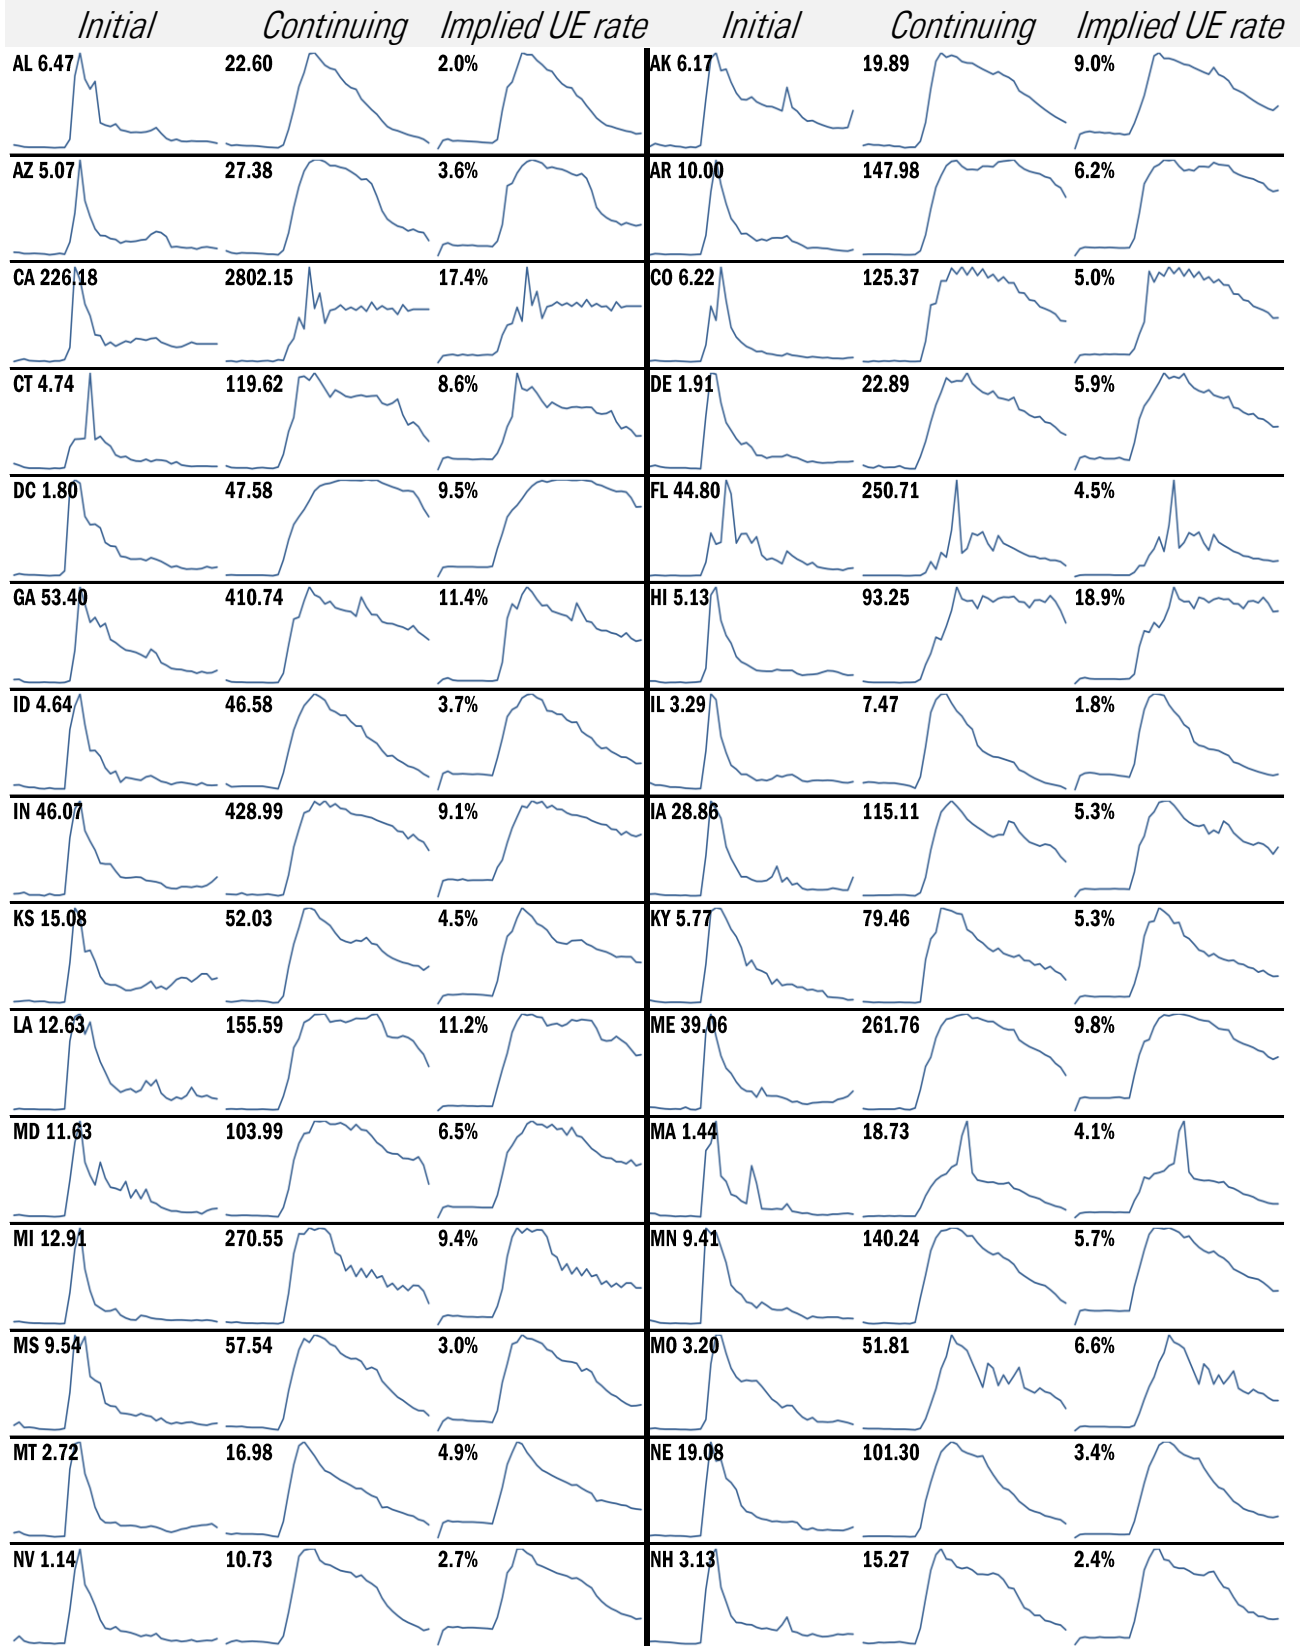 Initial Continuing Implied UE rate Initial Continuing Implied UE rate
AL 6.47 22.60 2.0% AK 6.17 19.89 9.0%
AZ 5.07 27.38 3.6% AR 10.00 147.98 6.2%
CA 226.18 2802.15 17.4% CO 6.22 125.37 5.0%
CT 4.74 119.62 8.6% DE 1.91 22.89 5.9%
DC 1.80 47.58 9.5% FL 44.80 250.71 4.5%
GA 53.40 410.74 11.4% HI 5.13 93.25 18.9%
ID 4.64 46.58 3.7% IL 3.29 7.47 1.8%
IN 46.07 428.99 9.1% IA 28.86 115.11 5.3%
KS 15.08 52.03 4.5% KY 5.77 79.46 5.3%
LA 12.63 155.59 11.2% ME 39.06 261.76 9.8%
MD 11.63 103.99 6.5% MA 1.44 18.73 4.1%
MI 12.91 270.55 9.4% MN 9.41 140.24 5.7%
MS 9.54 57.54 3.0% MO 3.20 51.81 6.6%
MT 2.72 16.98 4.9% NE 19.08 101.30 3.4%
NV 1.14 10.73 2.7% NH 3.13 15.27 2.4%